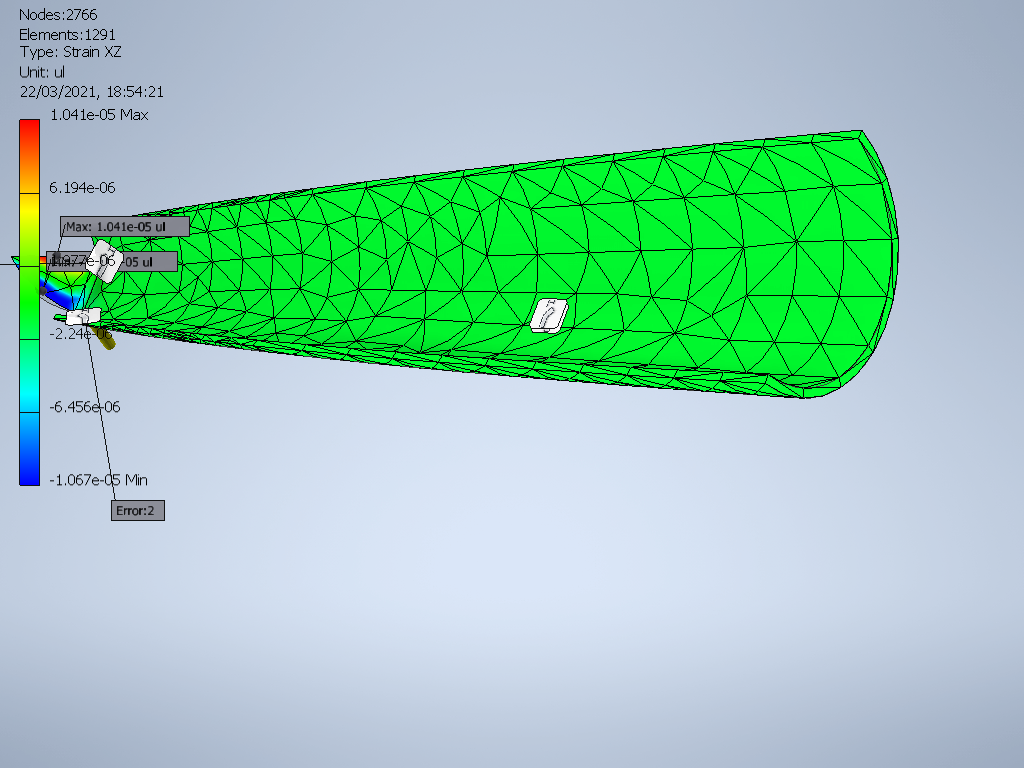 Nodes:2766
Elements:1291
Type: Strain XZ
Unit: ul
22/03/2021, 18:54:21
1.041e-05 Max
6.194e-06
Max: 1.041e-05 ul
1.977e-06
-05 ul
-2.24e-06
-6.456e-06
-1.067e-05 Min
Error:2